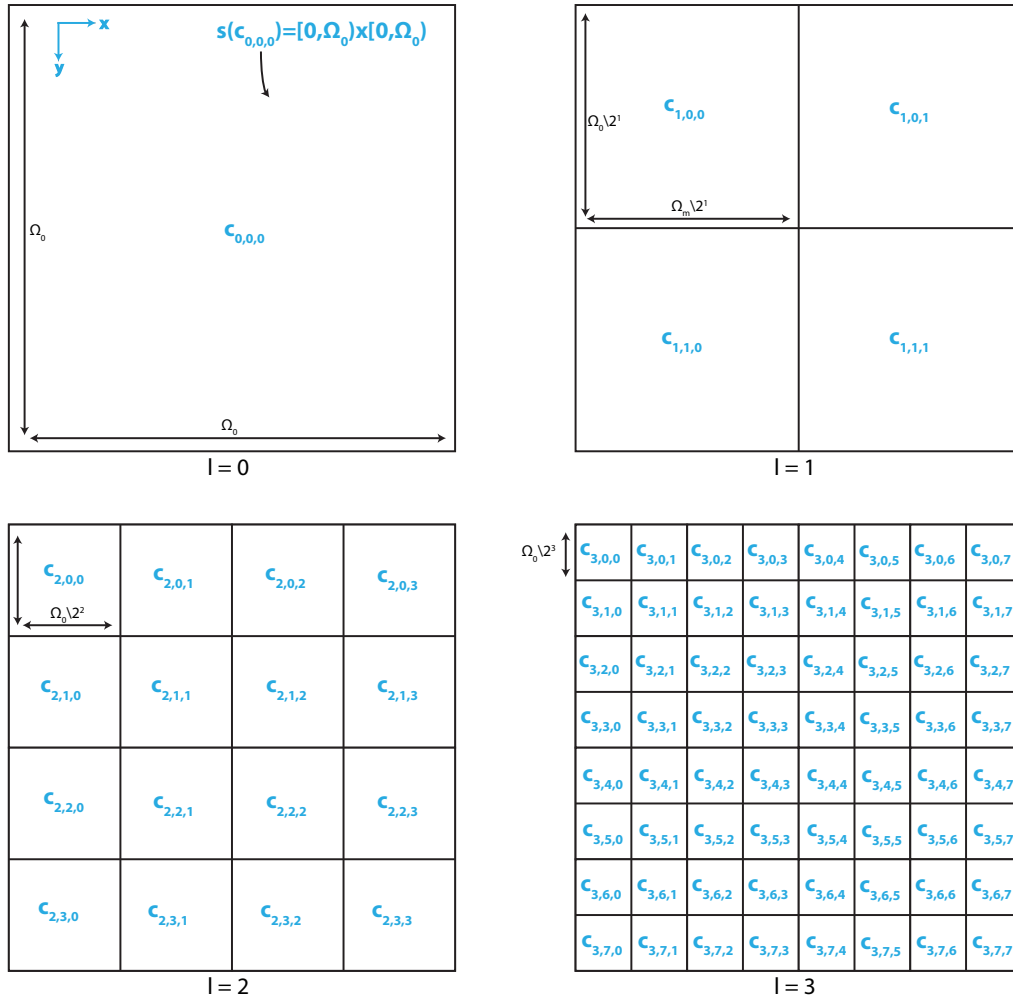 x
y
s(c0,0,0)=[0,Ω0)x[0,Ω0)
Ω0
c0,0,0
Ω0
l = 0
c1,0,0 c1,0,1
Ω0\2¹
Ωm\2¹
c1,1,0 c1,1,1
l = 1
c2,0,0 c2,0,1 c2,0,2 c2,0,3
Ω0\2²
c2,1,0 c2,1,1 c2,1,2 c2,1,3
c2,2,0 c2,2,1 c2,2,2 c2,2,3
c2,3,0 c2,3,1 c2,3,2 c2,3,3
l = 2
Ω0\2³
c3,0,0 c3,0,1 c3,0,2 c3,0,3 c3,0,4 c3,0,5 c3,0,6 c3,0,7
c3,1,0 c3,1,1 c3,1,2 c3,1,3 c3,1,4 c3,1,5 c3,1,6 c3,1,7
c3,2,0 c3,2,1 c3,2,2 c3,2,3 c3,2,4 c3,2,5 c3,2,6 c3,2,7
c3,3,0 c3,3,1 c3,3,2 c3,3,3 c3,3,4 c3,3,5 c3,3,6 c3,3,7
c3,4,0 c3,4,1 c3,4,2 c3,4,3 c3,4,4 c3,4,5 c3,4,6 c3,4,7
c3,5,0 c3,5,1 c3,5,2 c3,5,3 c3,5,4 c3,5,5 c3,5,6 c3,5,7
c3,6,0 c3,6,1 c3,6,2 c3,6,3 c3,6,4 c3,6,5 c3,6,6 c3,6,7
c3,7,0 c3,7,1 c3,7,2 c3,7,3 c3,7,4 c3,7,5 c3,7,6 c3,7,7
l = 3